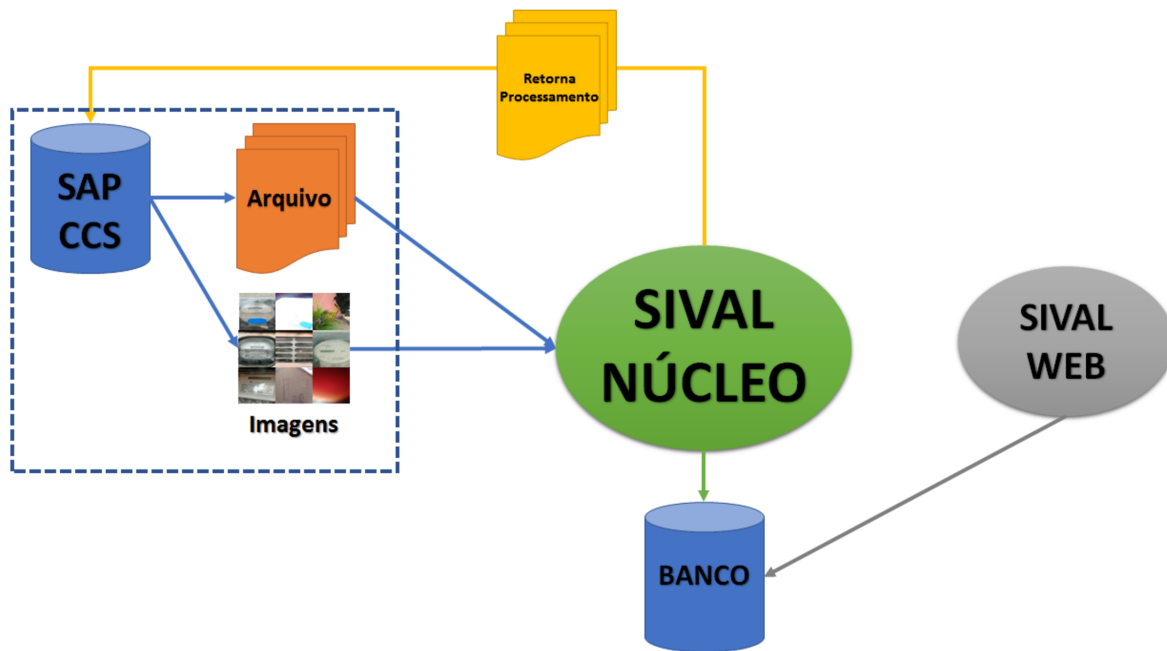 Retorna
Processamento
SAP
CCS
Arquivo
Imagens
SIVAL
NÚCLEO
SIVAL
WEB
BANCO